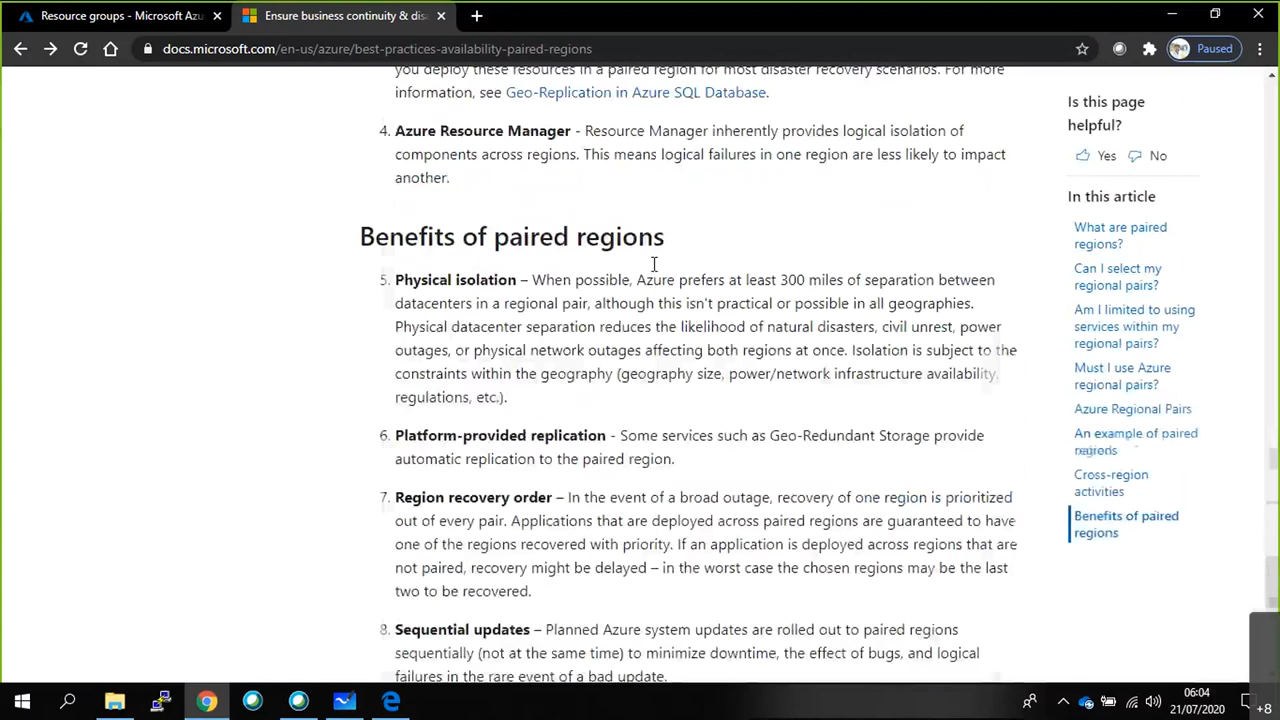 Resource groups - Microsoft Azu
Ensure business continuity & dis
docs.microsoft.com/en-us/azure/best-practices-availability-paired-regions
Paused
you deploy these resources in a paired region for most disaster recovery scenarios. For more
information, see Geo-Replication in Azure SQL Database.
4. Azure Resource Manager - Resource Manager inherently provides logical isolation of
components across regions. This means logical failures in one region are less likely to impact
another.
Benefits of paired regions
5. Physical isolation – When possible, Azure prefers at least 300 miles of separation between
datacenters in a regional pair, although this isn't practical or possible in all geographies.
Physical datacenter separation reduces the likelihood of natural disasters, civil unrest, power
outages, or physical network outages affecting both regions at once. Isolation is subject to the
constraints within the geography (geography size, power/network infrastructure availability,
regulations, etc.).
6. Platform-provided replication - Some services such as Geo-Redundant Storage provide
automatic replication to the paired region.
7. Region recovery order – In the event of a broad outage, recovery of one region is prioritized
out of every pair. Applications that are deployed across paired regions are guaranteed to have
one of the regions recovered with priority. If an application is deployed across regions that are
not paired, recovery might be delayed – in the worst case the chosen regions may be the last
two to be recovered.
8. Sequential updates – Planned Azure system updates are rolled out to paired regions
sequentially (not at the same time) to minimize downtime, the effect of bugs, and logical
failures in the rare event of a bad update.
Is this page
helpful?
Yes No
In this article
What are paired
regions?
Can I select my
regional pairs?
Am I limited to using
services within my
regional pairs?
Must I use Azure
regional pairs?
Azure Regional Pairs
An example of paired
regions
Cross-region
activities
Benefits of paired
regions
06:04
21/07/2020
+8